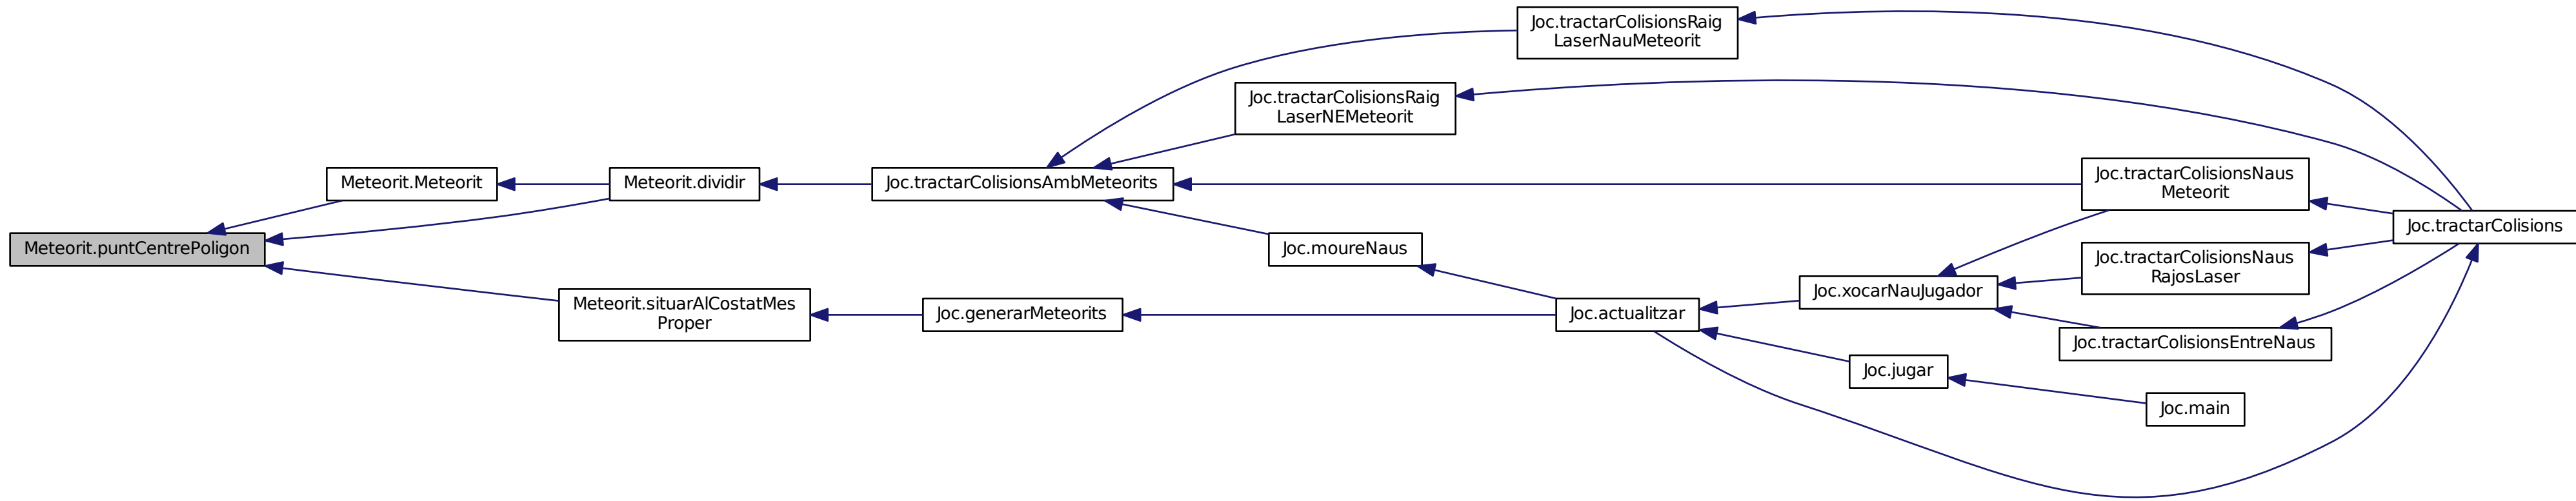 Meteorit.puntCentrePoligon
Meteorit.Meteorit
Meteorit.dividir
Meteorit.situarAlCostatMes
Proper
Joc.tractarColisionsAmbMeteorits
Joc.generarMeteorits
Joc.tractarColisionsRaig
LaserNauMeteorit
Joc.tractarColisionsRaig
LaserNEMeteorit
Joc.moureNaus
Joc.actualitzar
Joc.xocarNauJugador
Joc.jugar
Joc.tractarColisionsNaus
Meteorit
Joc.tractarColisionsNaus
RajosLaser
Joc.tractarColisionsEntreNaus
Joc.main
Joc.tractarColisions